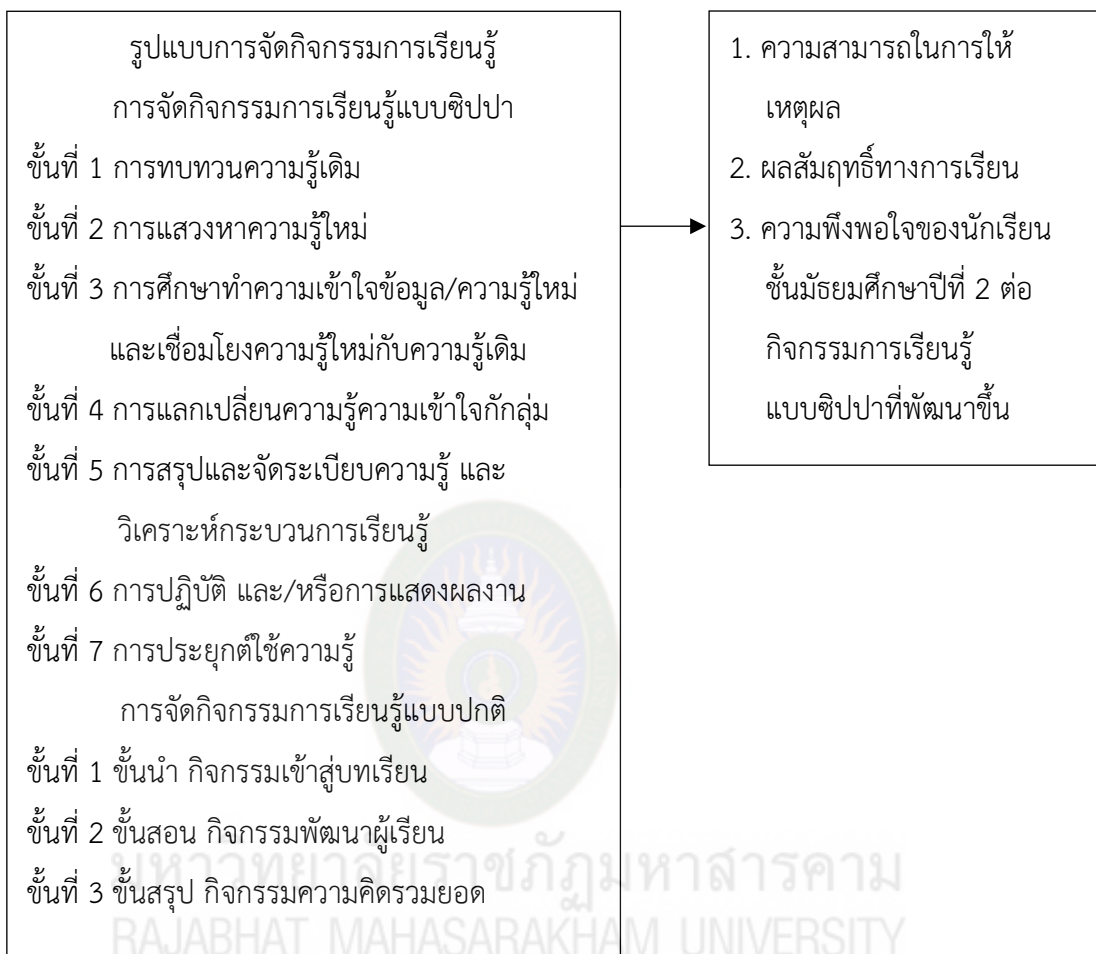 รูปแบบการจัดกิจกรรมการเรียนรู้
การจัดกิจกรรมการเรียนรู้แบบซิปปา
ขั้นที่ 1 การทบทวนความรู้เดิม
ขั้นที่ 2 การแสวงหาความรู้ใหม่
ขั้นที่ 3 การศึกษาทำความเข้าใจข้อมูล/ความรู้ใหม่
และเชื่อมโยงความรู้ใหม่กับความรู้เดิม
ขั้นที่ 4 การแลกเปลี่ยนความรู้ความเข้าใจกักลุ่ม
ขั้นที่ 5 การสรุปและจัดระเบียบความรู้ และ
วิเคราะห์กระบวนการเรียนรู้
ขั้นที่ 6 การปฏิบัติ และ/หรือการแสดงผลงาน
ขั้นที่ 7 การประยุกต์ใช้ความรู้
การจัดกิจกรรมการเรียนรู้แบบปกติ
ขั้นที่ 1 ขั้นนำ กิจกรรมเข้าสู่บทเรียน
ขั้นที่ 2 ขั้นสอน กิจกรรมพัฒนาผู้เรียน
ขั้นที่ 3 ขั้นสรุป กิจกรรมความคิดรวมยอด
1. ความสามารถในการให้
เหตุผล
2. ผลสัมฤทธิ์ทางการเรียน
3. ความพึงพอใจของนักเรียน
ชั้นมัธยมศึกษาปีที่ 2 ต่อ
กิจกรรมการเรียนรู้
แบบซิปปาที่พัฒนาขึ้น
มหาวิทยาลัยราชภัฏมหาสารคาม
RAJABHAT MAHASARAKHAM UNIVERSITY